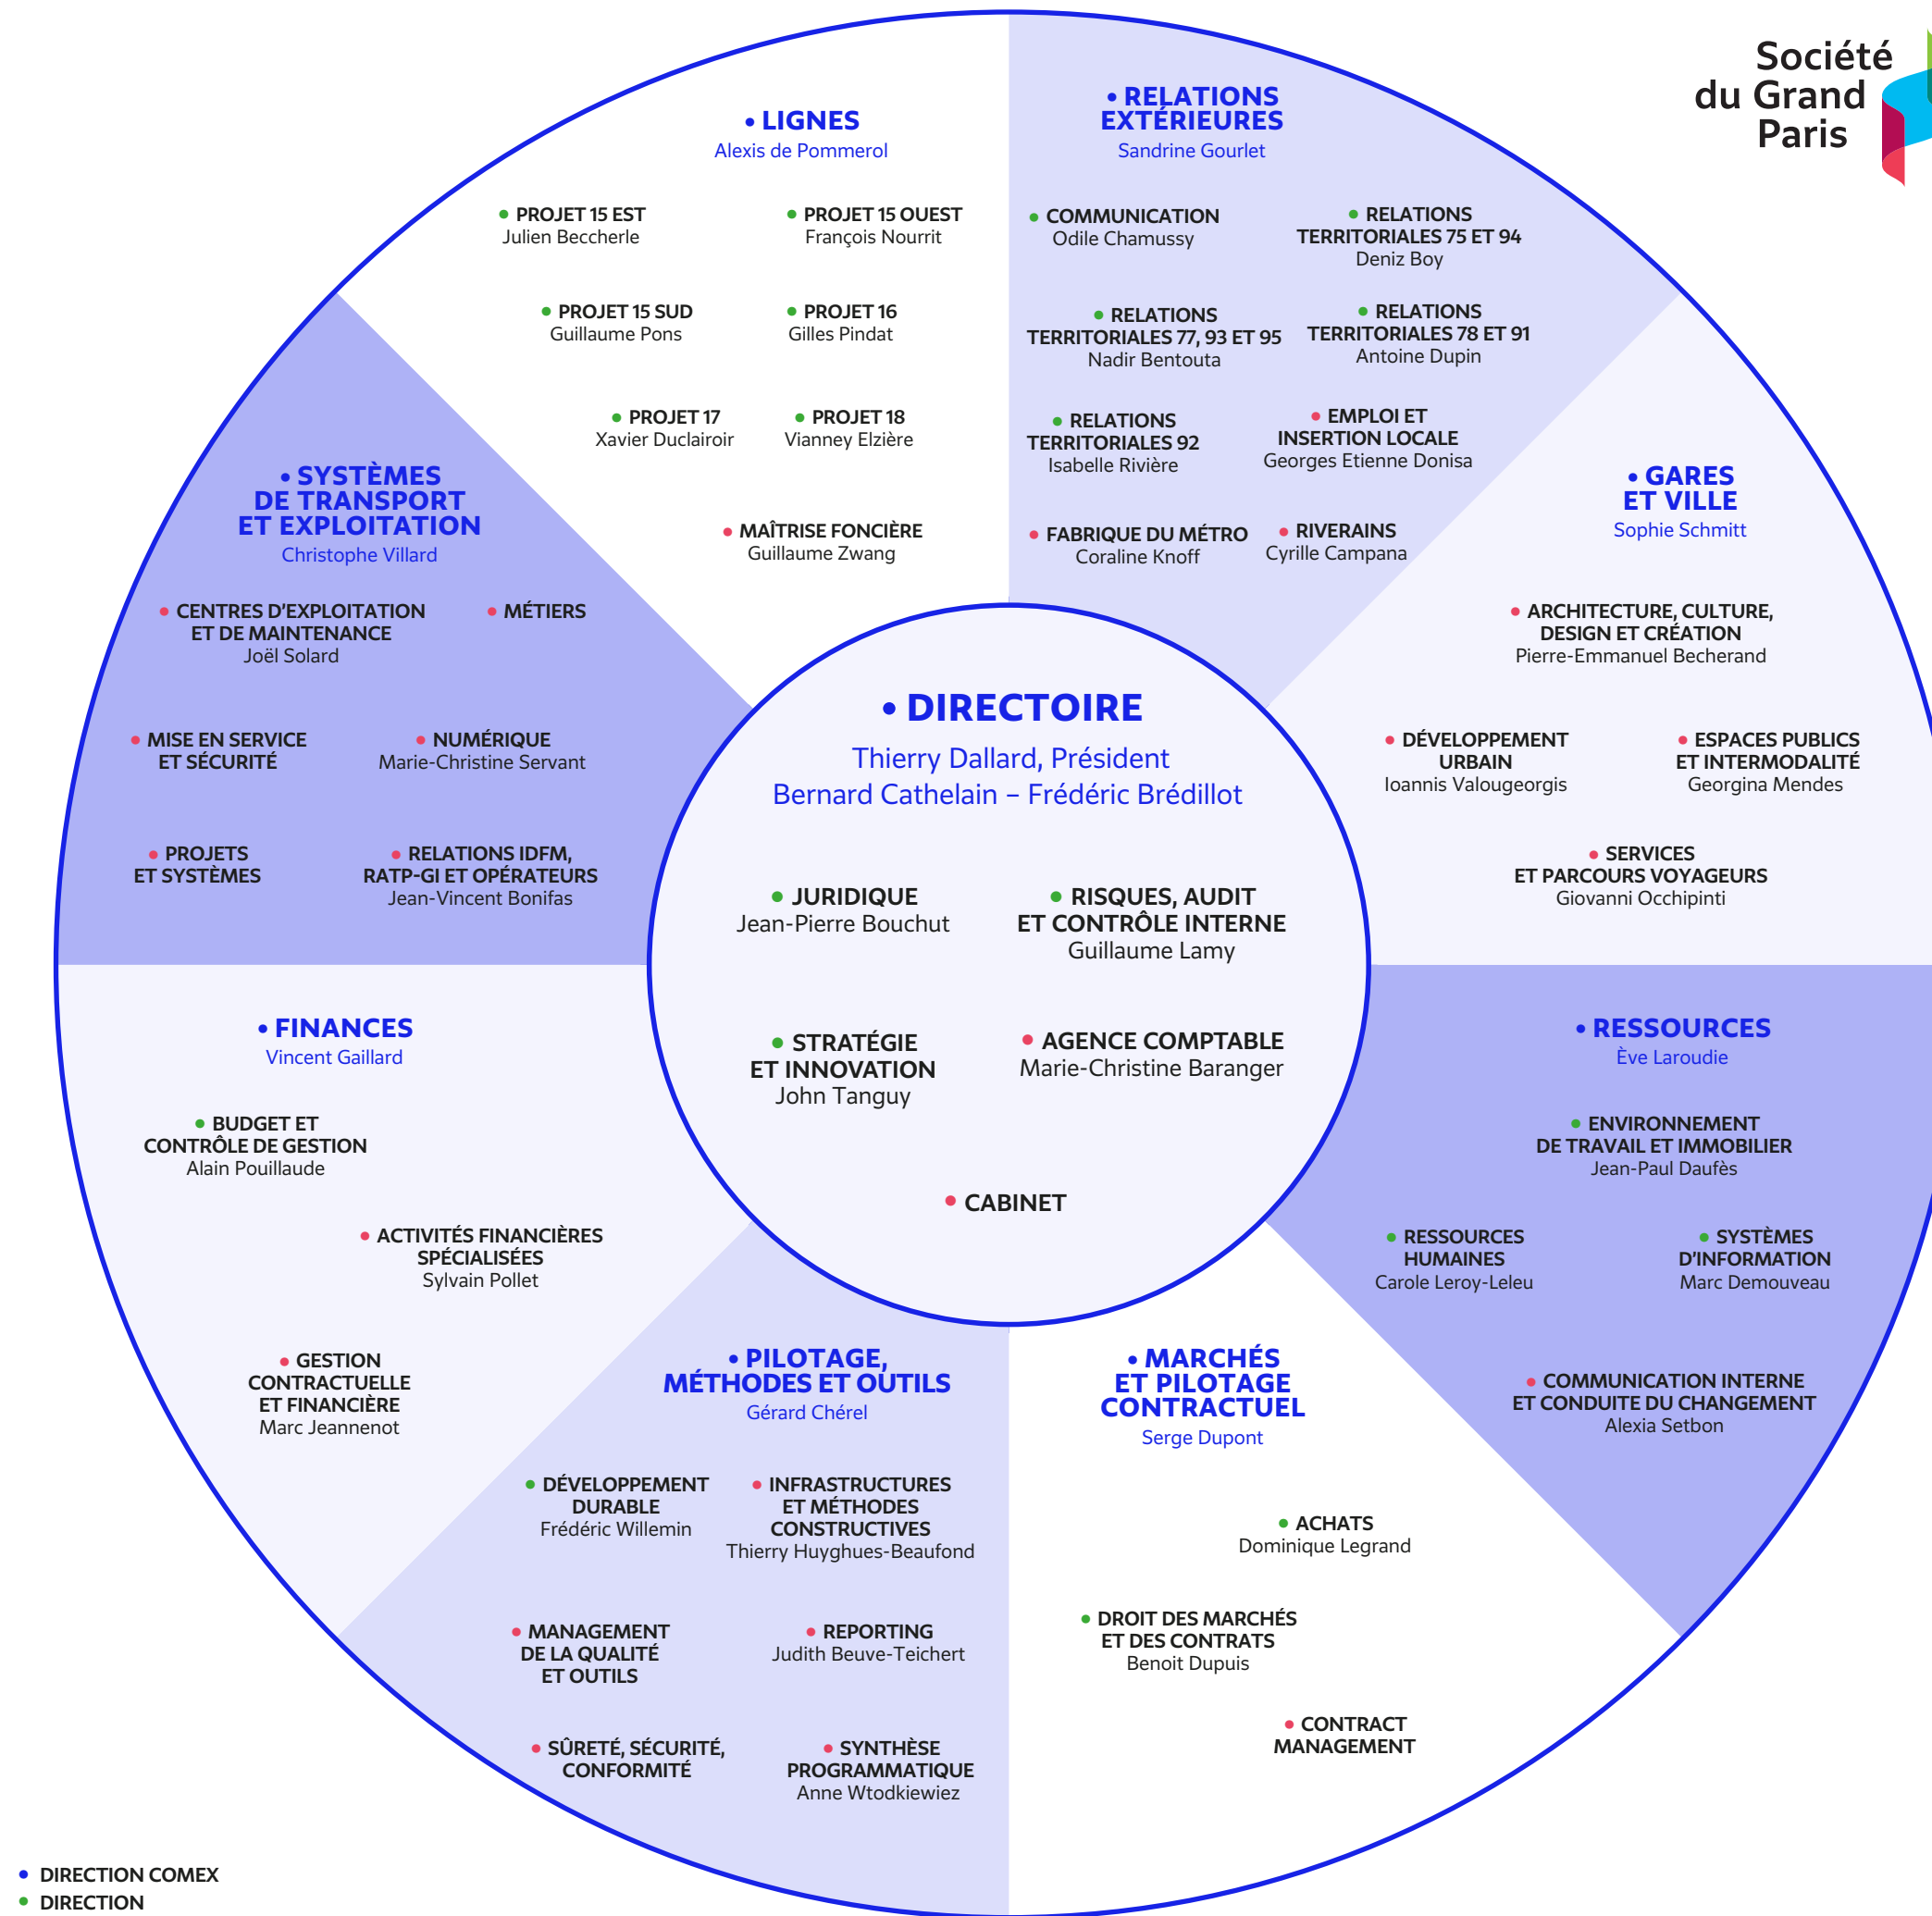 Société
du Grand
Paris
• LIGNES
Alexis de Pommerol
• PROJET 15 EST
Julien Beccherle
• PROJET 15 OUEST
François Nourrit
• PROJET 15 SUD
Guillaume Pons
• PROJET 16
Gilles Pindat
• PROJET 17
Xavier Duclairoir
• PROJET 18
Vianney Elzière
• MAÎTRISE FONCIÈRE
Guillaume Zwang
• RELATIONS
EXTÉRIEURES
Sandrine Gourlet
• COMMUNICATION
Odile Chamussy
• RELATIONS
TERRITORIALES 75 ET 94
Deniz Boy
• RELATIONS
TERRITORIALES 77, 93 ET 95
Nadir Bentouta
• RELATIONS
TERRITORIALES 78 ET 91
Antoine Dupin
• RELATIONS
TERRITORIALES 92
Isabelle Rivière
• EMPLOI ET
INSERTION LOCALE
Georges Etienne Donisa
• FABRIQUE DU MÉTRO
Coraline Knoff
• RIVERAINS
Cyrille Campana
• GARES
ET VILLE
Sophie Schmitt
• ARCHITECTURE, CULTURE,
DESIGN ET CRÉATION
Pierre-Emmanuel Becherand
• DÉVELOPPEMENT
URBAIN
Ioannis Valougeorgis
• ESPACES PUBLICS
ET INTERMODALITÉ
Georgina Mendes
• SERVICES
ET PARCOURS VOYAGEURS
Giovanni Occhipinti
• SYSTÈMES
DE TRANSPORT
ET EXPLOITATION
Christophe Villard
• CENTRES D'EXPLOITATION
ET DE MAINTENANCE
Joël Solard
• MÉTIERS
• MISE EN SERVICE
ET SÉCURITÉ
• NUMÉRIQUE
Marie-Christine Servant
• PROJETS
ET SYSTÈMES
• RELATIONS IDFM,
RATP-GI ET OPÉRATEURS
Jean-Vincent Bonifas
• DIRECTOIRE
Thierry Dallard, Président
Bernard Cathelain – Frédéric Brédillot
• JURIDIQUE
Jean-Pierre Bouchut
• RISQUES, AUDIT
ET CONTRÔLE INTERNE
Guillaume Lamy
• STRATÉGIE
ET INNOVATION
John Tanguy
• AGENCE COMPTABLE
Marie-Christine Baranger
• CABINET
• FINANCES
Vincent Gaillard
• BUDGET ET
CONTRÔLE DE GESTION
Alain Pouillaude
• ACTIVITÉS FINANCIÈRES
SPÉCIALISÉES
Sylvain Pollet
• GESTION
CONTRACTUELLE
ET FINANCIÈRE
Marc Jeannenot
• RESSOURCES
Ève Laroudie
• ENVIRONNEMENT
DE TRAVAIL ET IMMOBILIER
Jean-Paul Daufès
• RESSOURCES
HUMAINES
Carole Leroy-Leleu
• SYSTÈMES
D'INFORMATION
Marc Demouveau
• COMMUNICATION INTERNE
ET CONDUITE DU CHANGEMENT
Alexia Setbon
• PILOTAGE,
MÉTHODES ET OUTILS
Gérard Chérel
• DÉVELOPPEMENT
DURABLE
Frédéric Willemin
• INFRASTRUCTURES
ET MÉTHODES
CONSTRUCTIVES
Thierry Huyghues-Beaufond
• MANAGEMENT
DE LA QUALITÉ
ET OUTILS
• REPORTING
Judith Beuve-Teichert
• SÛRETÉ, SÉCURITÉ,
CONFORMITÉ
• SYNTHÈSE
PROGRAMMATIQUE
Anne Wtodkiewiez
• MARCHÉS
ET PILOTAGE
CONTRACTUEL
Serge Dupont
• ACHATS
Dominique Legrand
• DROIT DES MARCHÉS
ET DES CONTRATS
Benoit Dupuis
• CONTRACT
MANAGEMENT
• DIRECTION COMEX
• DIRECTION